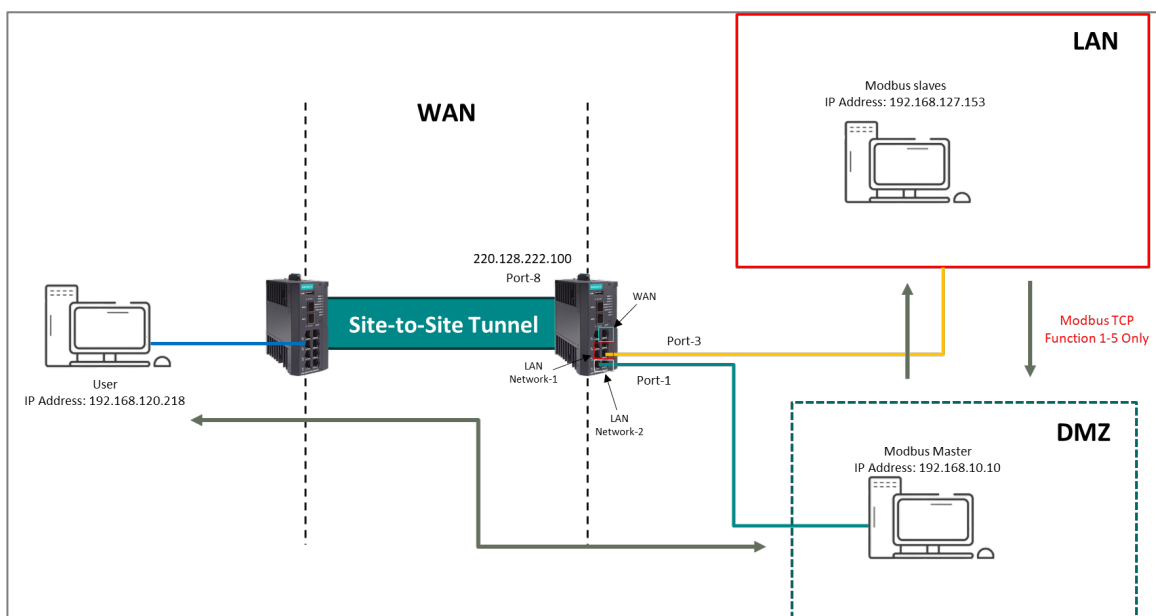 LAN
Modbus slaves
IP Address: 192.168.127.153
WAN
220.128.222.100
Port-8
WAN
Site-to-Site Tunnel
Port-3
Modbus TCP
Function 1-5 Only
LAN
Network-1
Port-1
User
IP Address: 192.168.120.218
LAN
Network-2
DMZ
Modbus Master
IP Address: 192.168.10.10